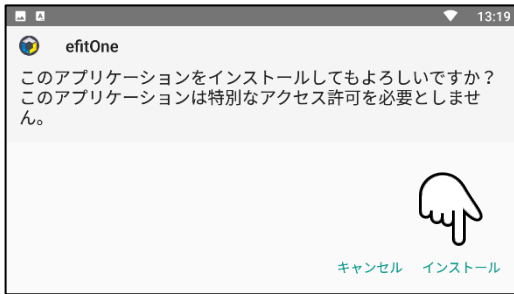 13:19
efitOne
このアプリケーションをインストールしてもよろしいですか？
このアプリケーションは特別なアクセス許可を必要としませ
ん。
キャンセル インストール